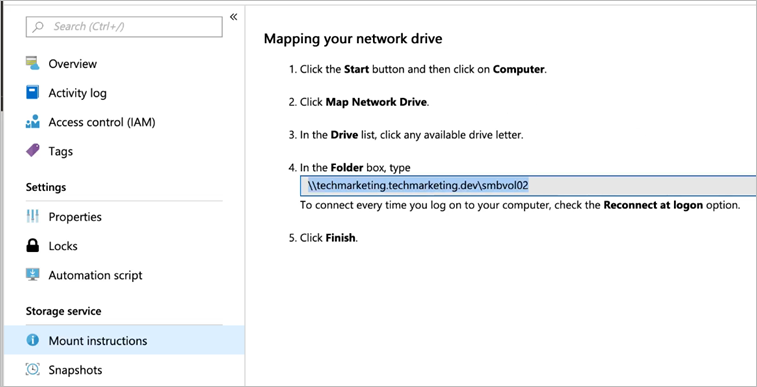 Search (Ctrl+/)
«
Overview
Activity log
Access control (IAM)
Tags
Settings
Properties
Locks
Automation script
Storage service
Mount instructions
Snapshots
Mapping your network drive
1. Click the Start button and then click on Computer.
2. Click Map Network Drive.
3. In the Drive list, click any available drive letter.
4. In the Folder box, type
\\techmarketing.techmarketing.dev\smbvol02
To connect every time you log on to your computer, check the Reconnect at logon option.
5. Click Finish.